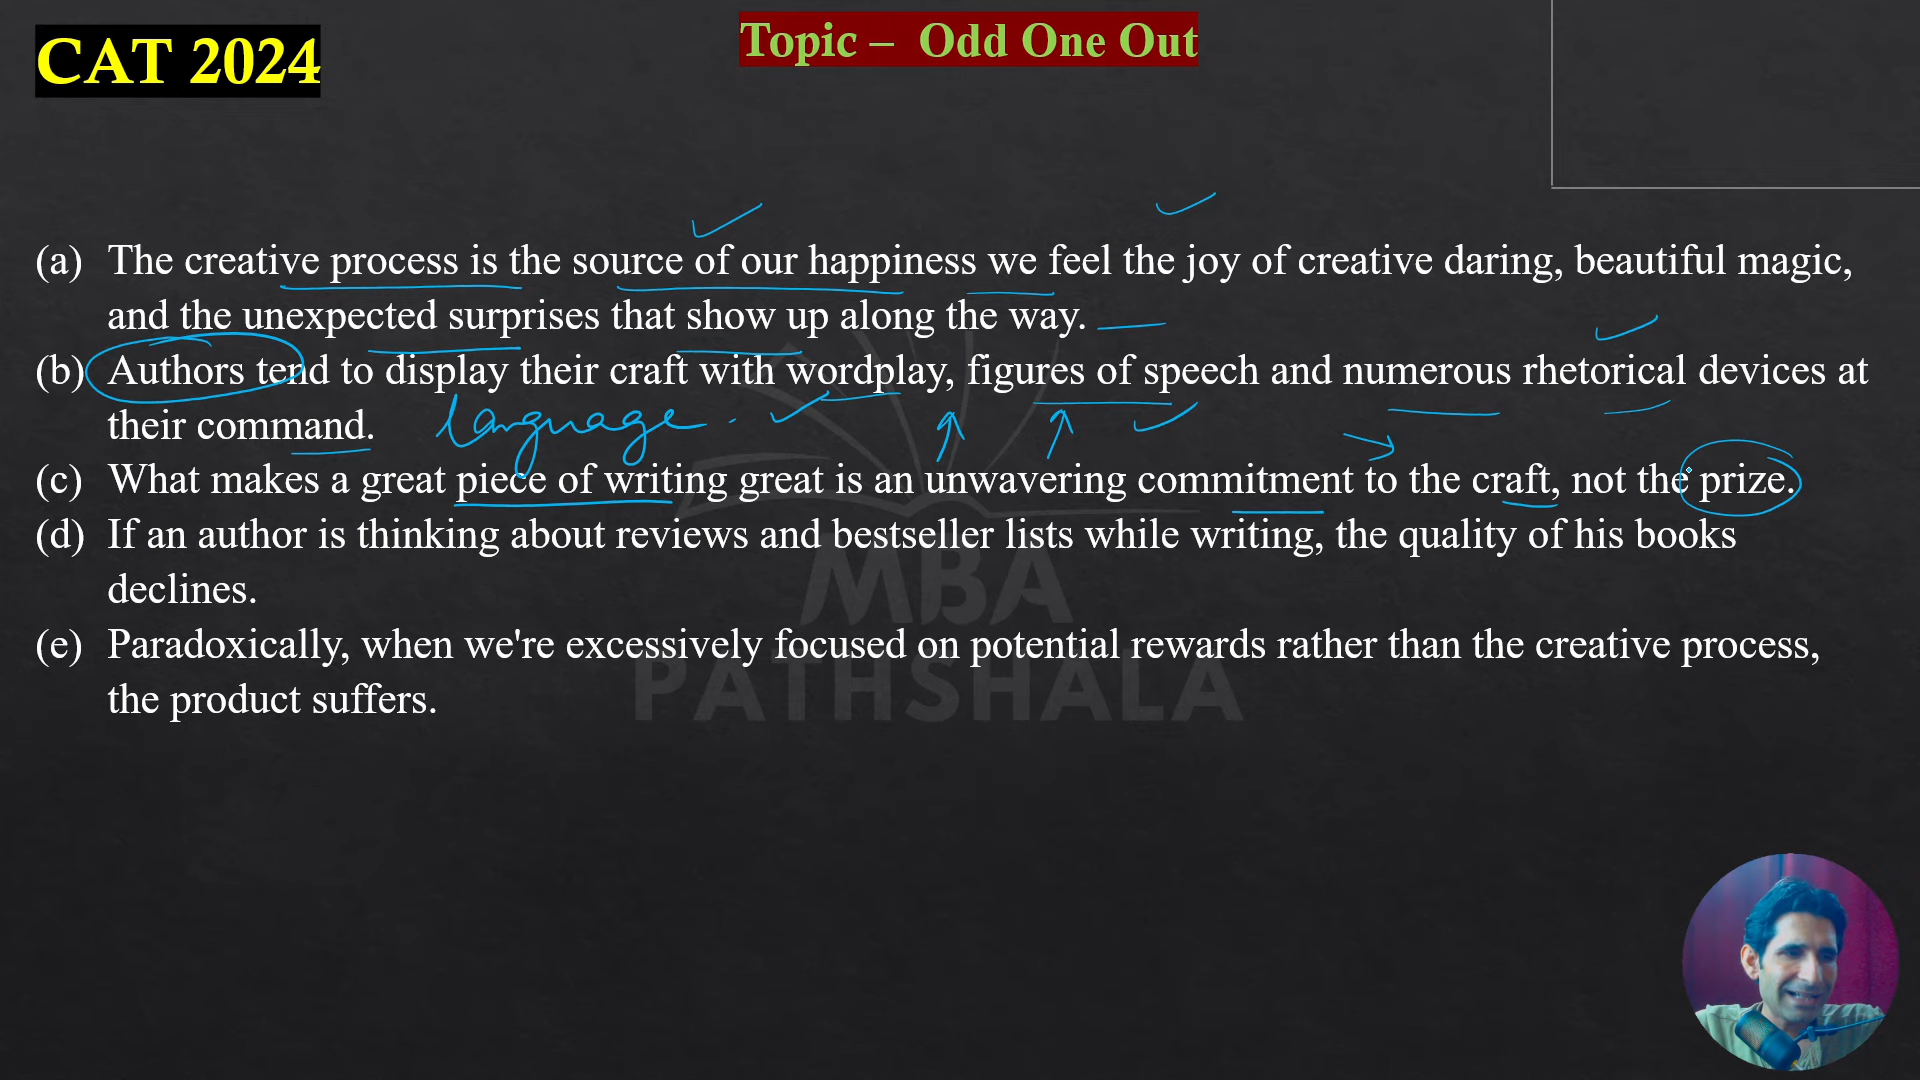 CAT 2024
Topic – Odd One Out
(a) The creative process is the source of our happiness we feel the joy of creative daring, beautiful magic,
and the unexpected surprises that show up along the way.
(b) Authors tend to display their craft with wordplay, figures of speech and numerous rhetorical devices at
their command. language.
(c) What makes a great piece of writing great is an unwavering commitment to the craft, not the prize.
(d) If an author is thinking about reviews and bestseller lists while writing, the quality of his books
declines.
(e) Paradoxically, when we're excessively focused on potential rewards rather than the creative process,
the product suffers.
MBA
PATHSHALA